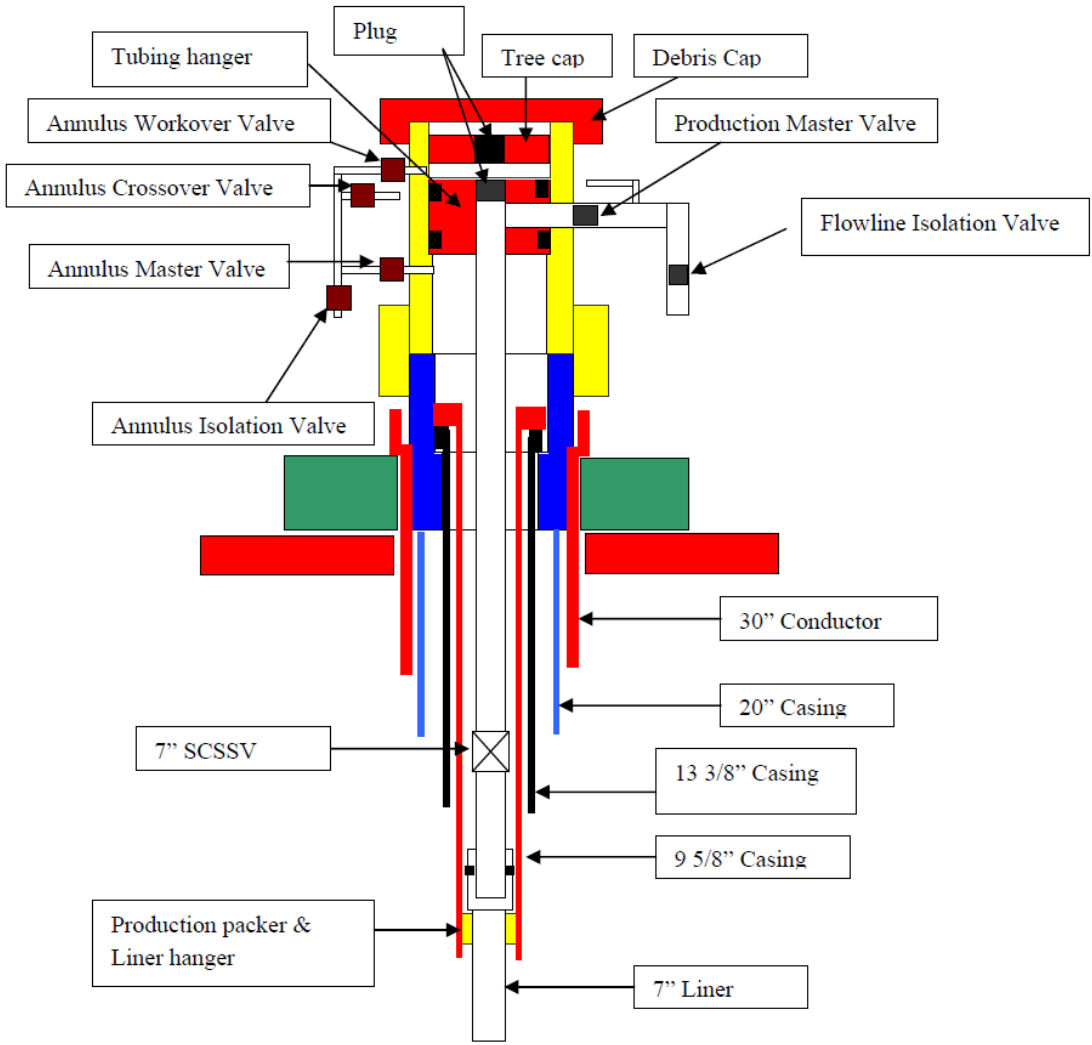 Plug
Tubing hanger
Tree cap
Debris Cap
Annulus Workover Valve
Production Master Valve
Annulus Crossover Valve
Flowline Isolation Valve
Annulus Master Valve
Annulus Isolation Valve
30” Conductor
20” Casing
7” SCSSV
13 3/8” Casing
9 5/8” Casing
Production packer &
Liner hanger
7” Liner